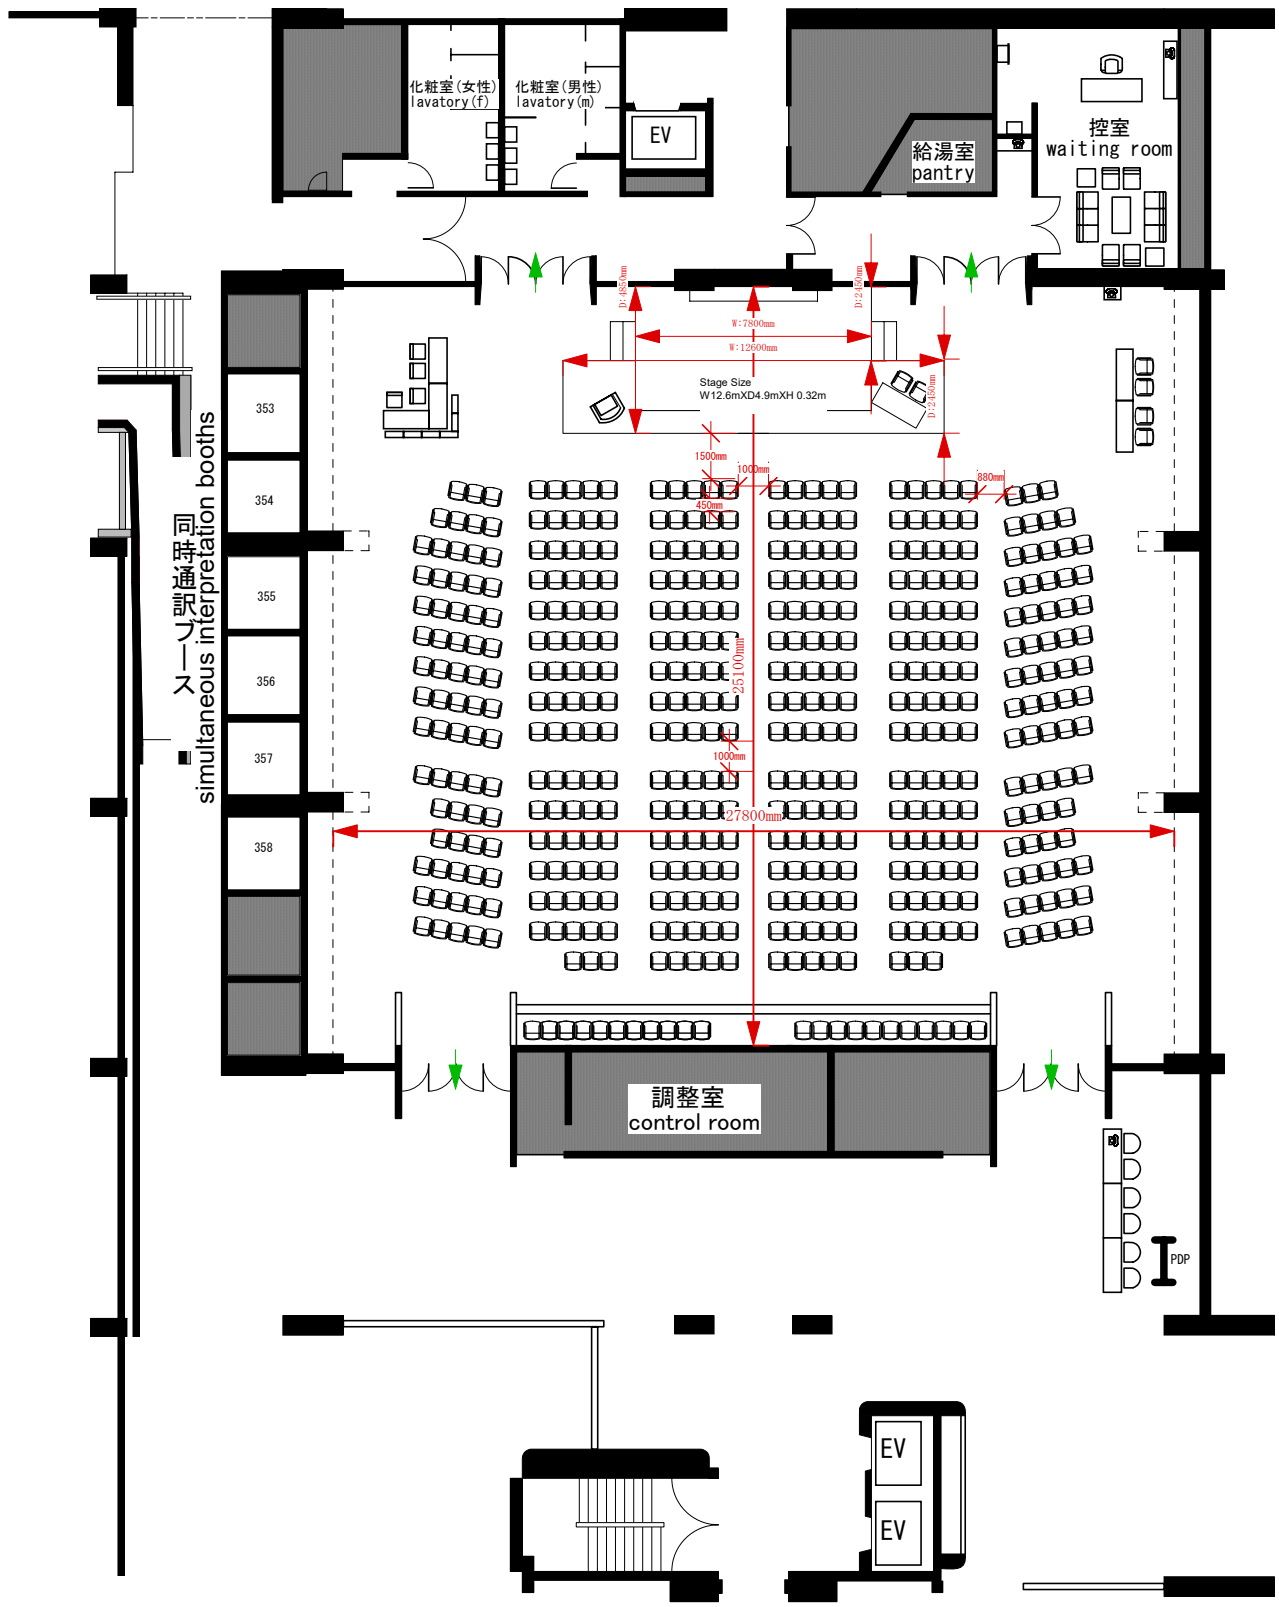 化粧室(女性)
lavatory(f)
化粧室(男性)
lavatory(m)
EV
給湯室
pantry
控室
waiting room
D:4850mm
D:2450mm
W:7800mm
W:12600mm
Stage Size
W12.6mXD4.9mXH 0.32m
D:2450mm
353
354
355
356
357
358
同時通訳ブース
simultaneous interpretation booths
1500mm
1000mm
880mm
450mm
25100mm
1000mm
27800mm
調整室
control room
PDP
EV
EV